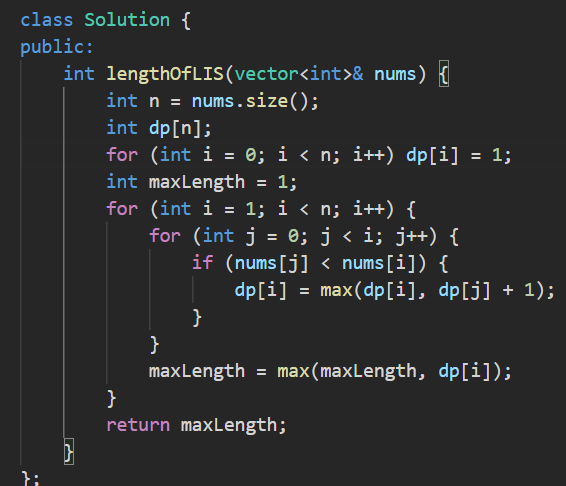 class Solution {
public:
    int lengthOfLIS(vector<int>& nums) {
        int n = nums.size();
        int dp[n];
        for (int i = 0; i < n; i++) dp[i] = 1;
        int maxLength = 1;
        for (int i = 1; i < n; i++) {
            for (int j = 0; j < i; j++) {
                if (nums[j] < nums[i]) {
                    dp[i] = max(dp[i], dp[j] + 1);
                }
            }
            maxLength = max(maxLength, dp[i]);
        }
        return maxLength;
    }
};